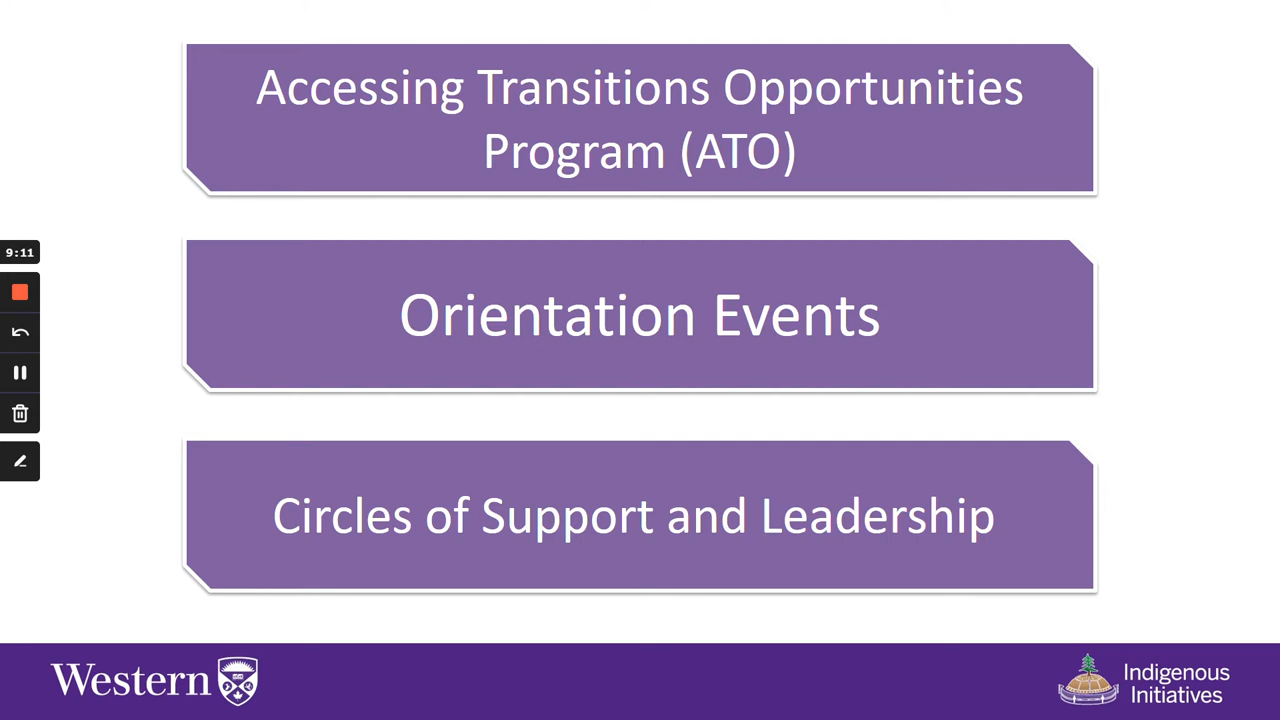 Accessing Transitions Opportunities
Program (ATO)
9:11
Orientation Events
Circles of Support and Leadership
Western
Indigenous
Initiatives